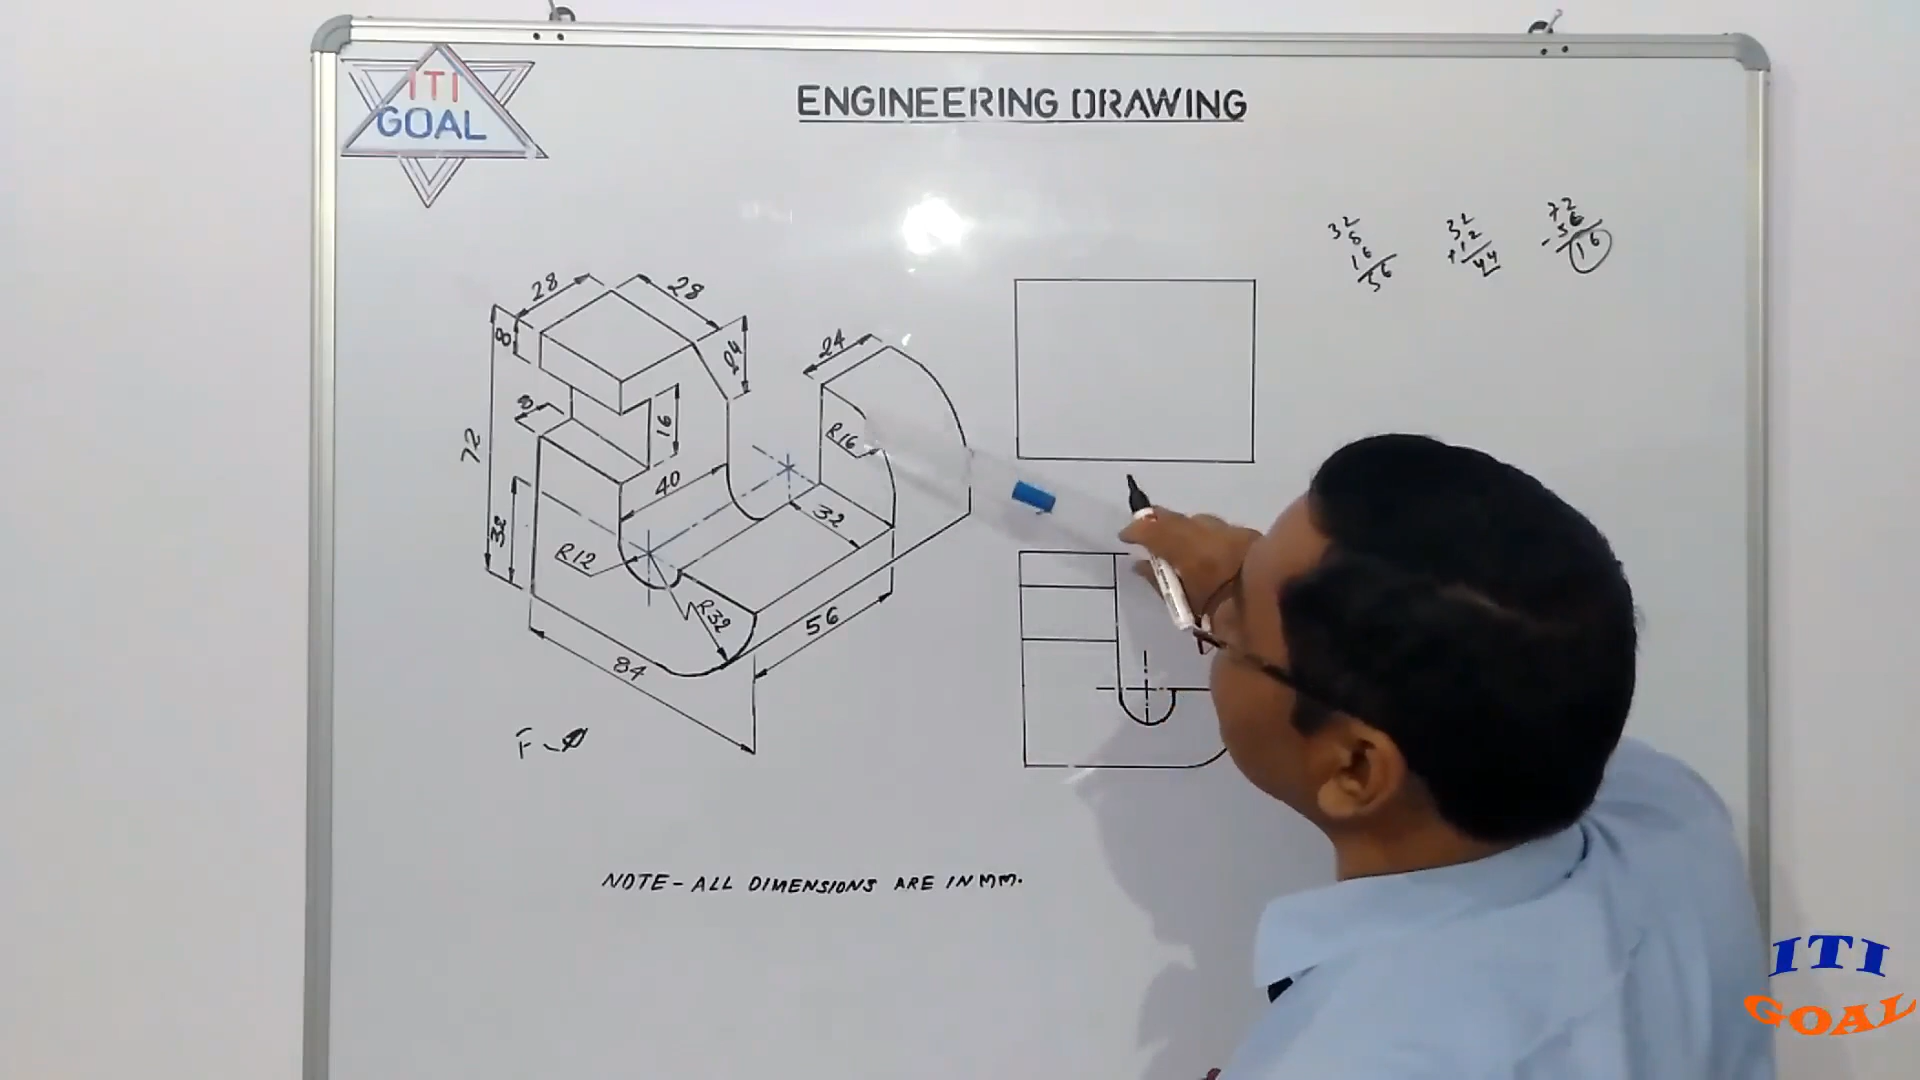 ITI
GOAL
ENGINEERING DRAWING
32
8
16
56
32
+12
44
72
-56
16
28
28
8
24
24
8
16
R16
72
40
32
32
R12
R32
56
84
F-
NOTE-ALL DIMENSIONS ARE IN MM.
ITI
GOAL